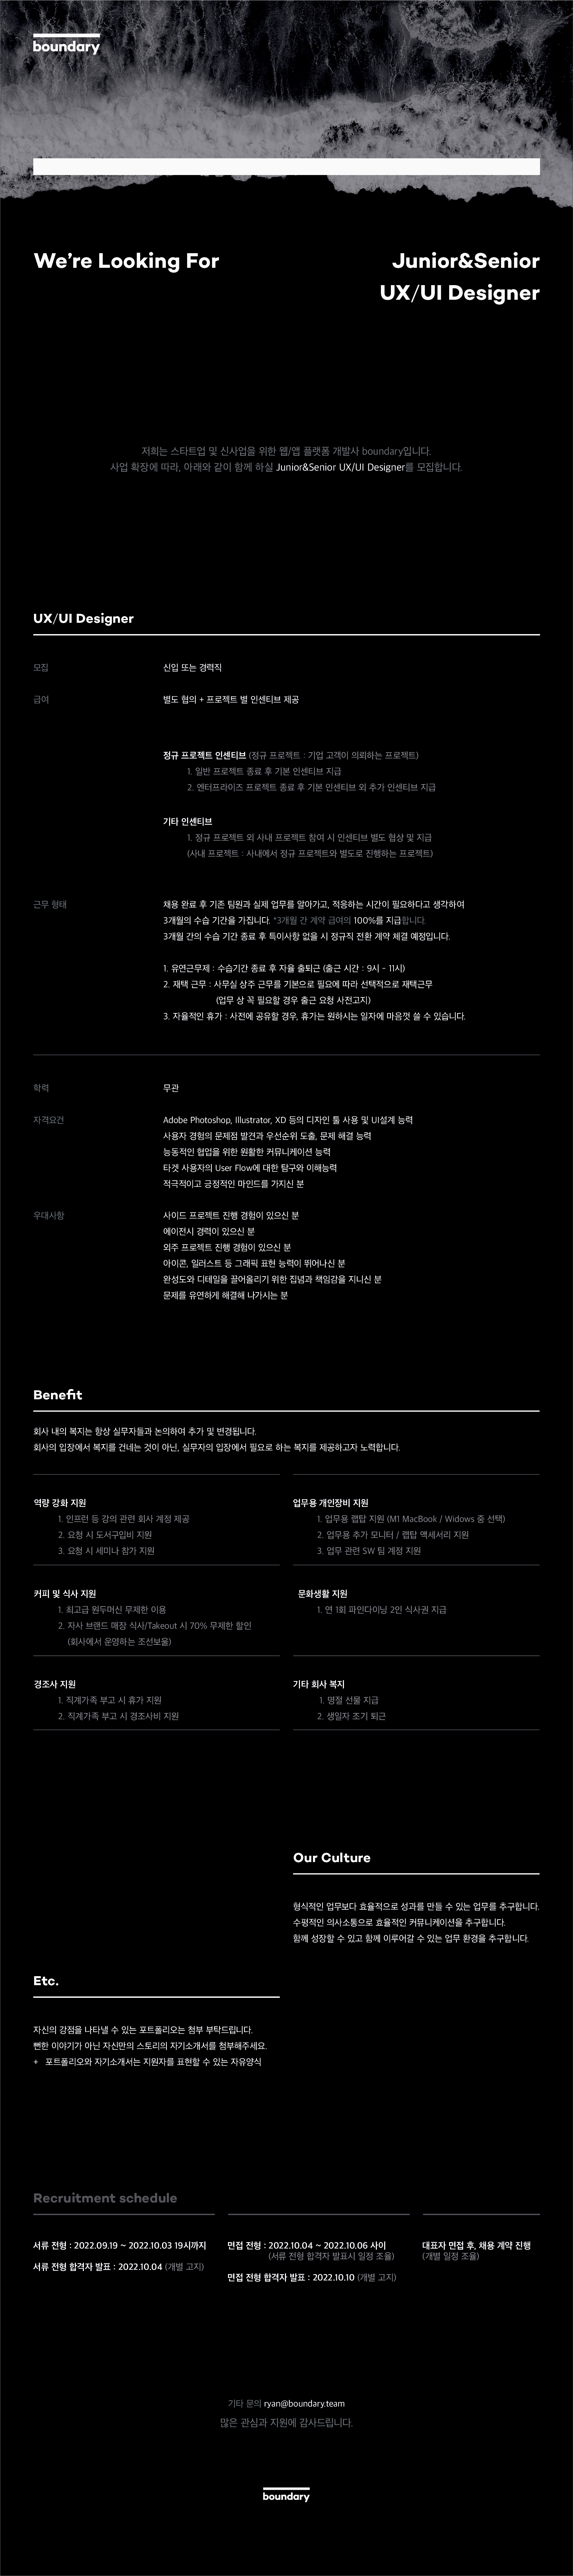 boundary
We're Looking For
Junior&Senior
UX/UI Designer
저희는 스타트업 및 신사업을 위한 웹/앱 플랫폼 개발사 boundary입니다.
사업 확장에 따라, 아래와 같이 함께 하실 Junior&Senior UX/UI Designer를 모집합니다.
UX/UI Designer
모집
신입 또는 경력직
급여
별도 협의 + 프로젝트 별 인센티브 제공
정규 프로젝트 인센티브 (정규 프로젝트 : 기업 고객이 의뢰하는 프로젝트)
1. 일반 프로젝트 종료 후 기본 인센티브 지급
2. 엔터프라이즈 프로젝트 종료 후 기본 인센티브 외 추가 인센티브 지급
기타 인센티브
1. 정규 프로젝트 외 사내 프로젝트 참여 시 인센티브 별도 협상 및 지급
(사내 프로젝트 : 사내에서 정규 프로젝트와 별도로 진행하는 프로젝트)
근무 형태
채용 완료 후 기존 팀원과 실제 업무를 알아가고, 적응하는 시간이 필요하다고 생각하여
3개월의 수습 기간을 가집니다. *3개월 간 계약 급여의 100%를 지급합니다.
3개월 간의 수습 기간 종료 후 특이사항 없을 시 정규직 전환 계약 체결 예정입니다.
1. 유연근무제 : 수습기간 종료 후 자율 출퇴근 (출근 시간 : 9시 - 11시)
2. 재택 근무 : 사무실 상주 근무를 기본으로 필요에 따라 선택적으로 재택근무
(업무 상 꼭 필요할 경우 출근 요청 사전고지)
3. 자율적인 휴가 : 사전에 공유할 경우, 휴가는 원하시는 일자에 마음껏 쓸 수 있습니다.
학력
무관
자격요건
Adobe Photoshop, Illustrator, XD 등의 디자인 툴 사용 및 UI설계 능력
사용자 경험의 문제점 발견과 우선순위 도출, 문제 해결 능력
능동적인 협업을 위한 원활한 커뮤니케이션 능력
타겟 사용자의 User Flow에 대한 탐구와 이해능력
적극적이고 긍정적인 마인드를 가지신 분
우대사항
사이드 프로젝트 진행 경험이 있으신 분
에이전시 경력이 있으신 분
외주 프로젝트 진행 경험이 있으신 분
아이콘, 일러스트 등 그래픽 표현 능력이 뛰어나신 분
완성도와 디테일을 끌어올리기 위한 집념과 책임감을 지니신 분
문제를 유연하게 해결해 나가시는 분
Benefit
회사 내의 복지는 항상 실무자들과 논의하여 추가 및 변경됩니다.
회사의 입장에서 복지를 건네는 것이 아닌, 실무자의 입장에서 필요로 하는 복지를 제공하고자 노력합니다.
역량 강화 지원
1. 인프런 등 강의 관련 회사 계정 제공
2. 요청 시 도서구입비 지원
3. 요청 시 세미나 참가 지원
업무용 개인장비 지원
1. 업무용 랩탑 지원 (M1 MacBook / Widows 중 선택)
2. 업무용 추가 모니터 / 랩탑 액세서리 지원
3. 업무 관련 SW 팀 계정 지원
커피 및 식사 지원
1. 최고급 원두머신 무제한 이용
2. 자사 브랜드 매장 식사/Takeout 시 70% 무제한 할인
(회사에서 운영하는 조선보울)
문화생활 지원
1. 연 1회 파인다이닝 2인 식사권 지급
경조사 지원
1. 직계가족 부고 시 휴가 지원
2. 직계가족 부고 시 경조사비 지원
기타 회사 복지
1. 명절 선물 지급
2. 생일자 조기 퇴근
Our Culture
형식적인 업무보다 효율적으로 성과를 만들 수 있는 업무를 추구합니다.
수평적인 의사소통으로 효율적인 커뮤니케이션을 추구합니다.
함께 성장할 수 있고 함께 이루어갈 수 있는 업무 환경을 추구합니다.
Etc.
자신의 강점을 나타낼 수 있는 포트폴리오는 첨부 부탁드립니다.
뻔한 이야기가 아닌 자신만의 스토리의 자기소개서를 첨부해주세요.
+ 포트폴리오와 자기소개서는 지원자를 표현할 수 있는 자유양식
Recruitment schedule
서류 전형 : 2022.09.19 ~ 2022.10.03 19시까지
서류 전형 합격자 발표 : 2022.10.04 (개별 고지)
면접 전형 : 2022.10.04 ~ 2022.10.06 사이
(서류 전형 합격자 발표시 일정 조율)
면접 전형 합격자 발표 : 2022.10.10 (개별 고지)
대표자 면접 후, 채용 계약 진행
(개별 일정 조율)
기타 문의 ryan@boundary.team
많은 관심과 지원에 감사드립니다.
boundary